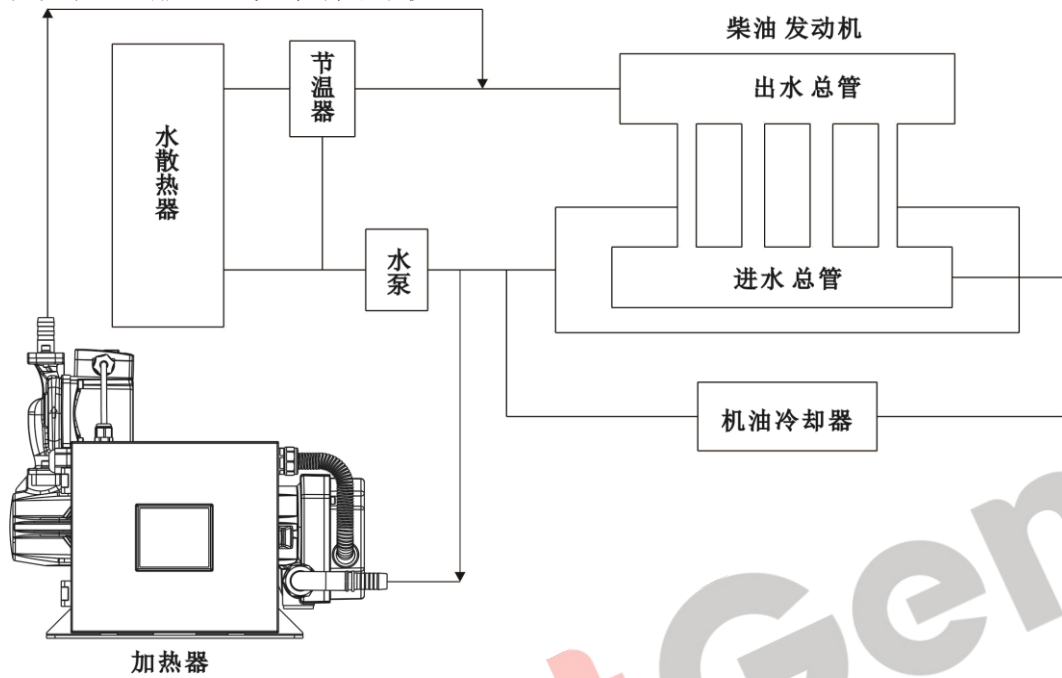 柴油 发动机
节温器
出水 总管
水散热器
水泵
进水 总管
机油冷却器
加热器